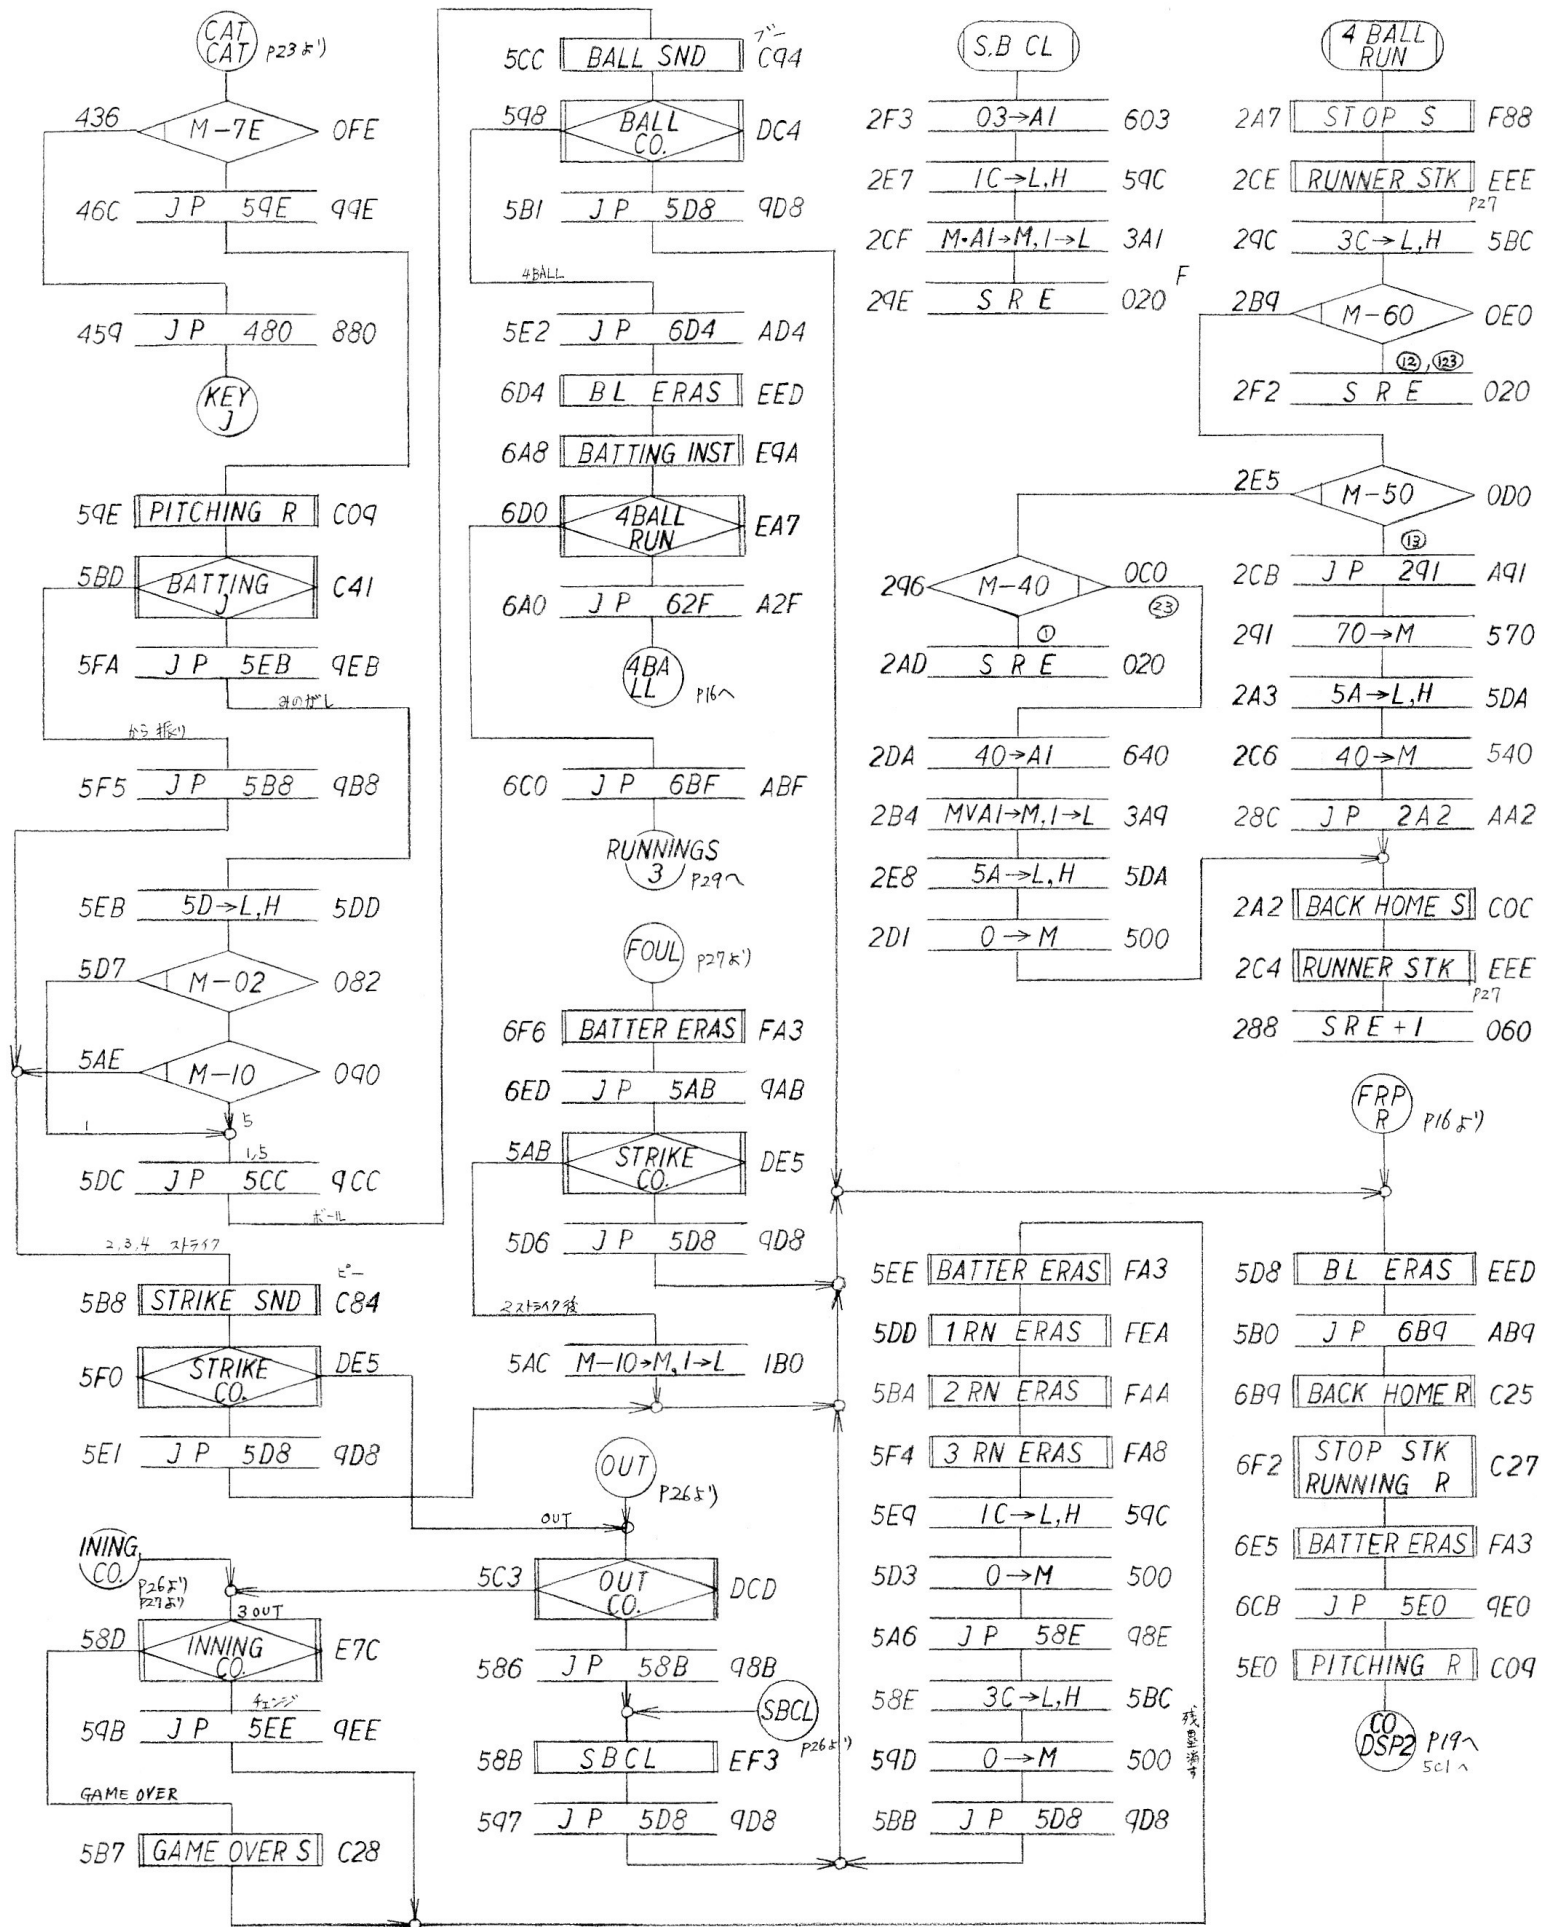 CAT
CAT
P23より
436 M-7E 0FE
46C JP 59E 99E
459 JP 480 880
KEY
J
59E PITCHING R C09
5BD BATTING
J C41
5FA JP 5EB 9EB
みのがし
から振り
5F5 JP 5B8 9B8
5EB 5D→L,H 5DD
5D7 M-02 082
5AE M-10 090
5
1
1,5
5DC JP 5CC 9CC
ボール
2,3,4 ストライク
ピー
5B8 STRIKE SND C84
5F0 STRIKE
CO. DE5
5E1 JP 5D8 9D8
OUT
INING
CO.
P26より
P27より
3 OUT
58D INNING
CO. E7C
チェンジ
59B JP 5EE 9EE
GAME OVER
5B7 GAME OVER S C28
ブー
5CC BALL SND C94
598 BALL
CO. DC4
5B1 JP 5D8 9D8
4BALL
5E2 JP 6D4 AD4
6D4 BL ERAS EED
6A8 BATTING INST E9A
6D0 4BALL
RUN EA7
6A0 JP 62F A2F
4BA
LL
P16へ
6C0 JP 6BF ABF
RUNNINGS
3 P29へ
FOUL P27より
6F6 BATTER ERAS FA3
6ED JP 5AB 9AB
5AB STRIKE
CO. DE5
5D6 JP 5D8 9D8
2ストライク後
5AC M-10→M,1→L 1B0
OUT
P26より
5C3 OUT
CO. DCD
586 JP 58B 98B
SBCL
P26より
58B SBCL EF3
597 JP 5D8 9D8
S.B CL
2F3 03→A1 603
2E7 1C→L,H 59C
2CF M•A1→M,1→L 3A1
F
29E SRE 020
296 M-40 0C0
23
1
2AD SRE 020
2DA 40→A1 640
2B4 MVA1→M,1→L 3A9
2E8 5A→L,H 5DA
2D1 0→M 500
5EE BATTER ERAS FA3
5DD 1RN ERAS FEA
5BA 2 RN ERAS FAA
5F4 3 RN ERAS FA8
5E9 1C→L,H 59C
5D3 0→M 500
5A6 JP 58E 98E
58E 3C→L,H 5BC
59D 0→M 500
5BB JP 5D8 9D8
4 BALL
RUN
2A7 STOP S F88
2CE RUNNER STK EEE
P27
29C 3C→L,H 5BC
2B9 M-60 0E0
12,123
2F2 SRE 020
2E5 M-50 0D0
13
2CB JP 291 A91
291 70→M 570
2A3 5A→L,H 5DA
2C6 40→M 540
28C JP 2A2 AA2
2A2 BACK HOME S C0C
2C4 RUNNER STK EEE
P27
288 SRE+1 060
FRP
R P16より
5D8 BL ERAS EED
5B0 JP 6B9 AB9
6B9 BACK HOME R C25
6F2 STOP STK
RUNNING R C27
6E5 BATTER ERAS FA3
6CB JP 5E0 9E0
5E0 PITCHING R C09
CO
DSP2 P19へ
5C1へ